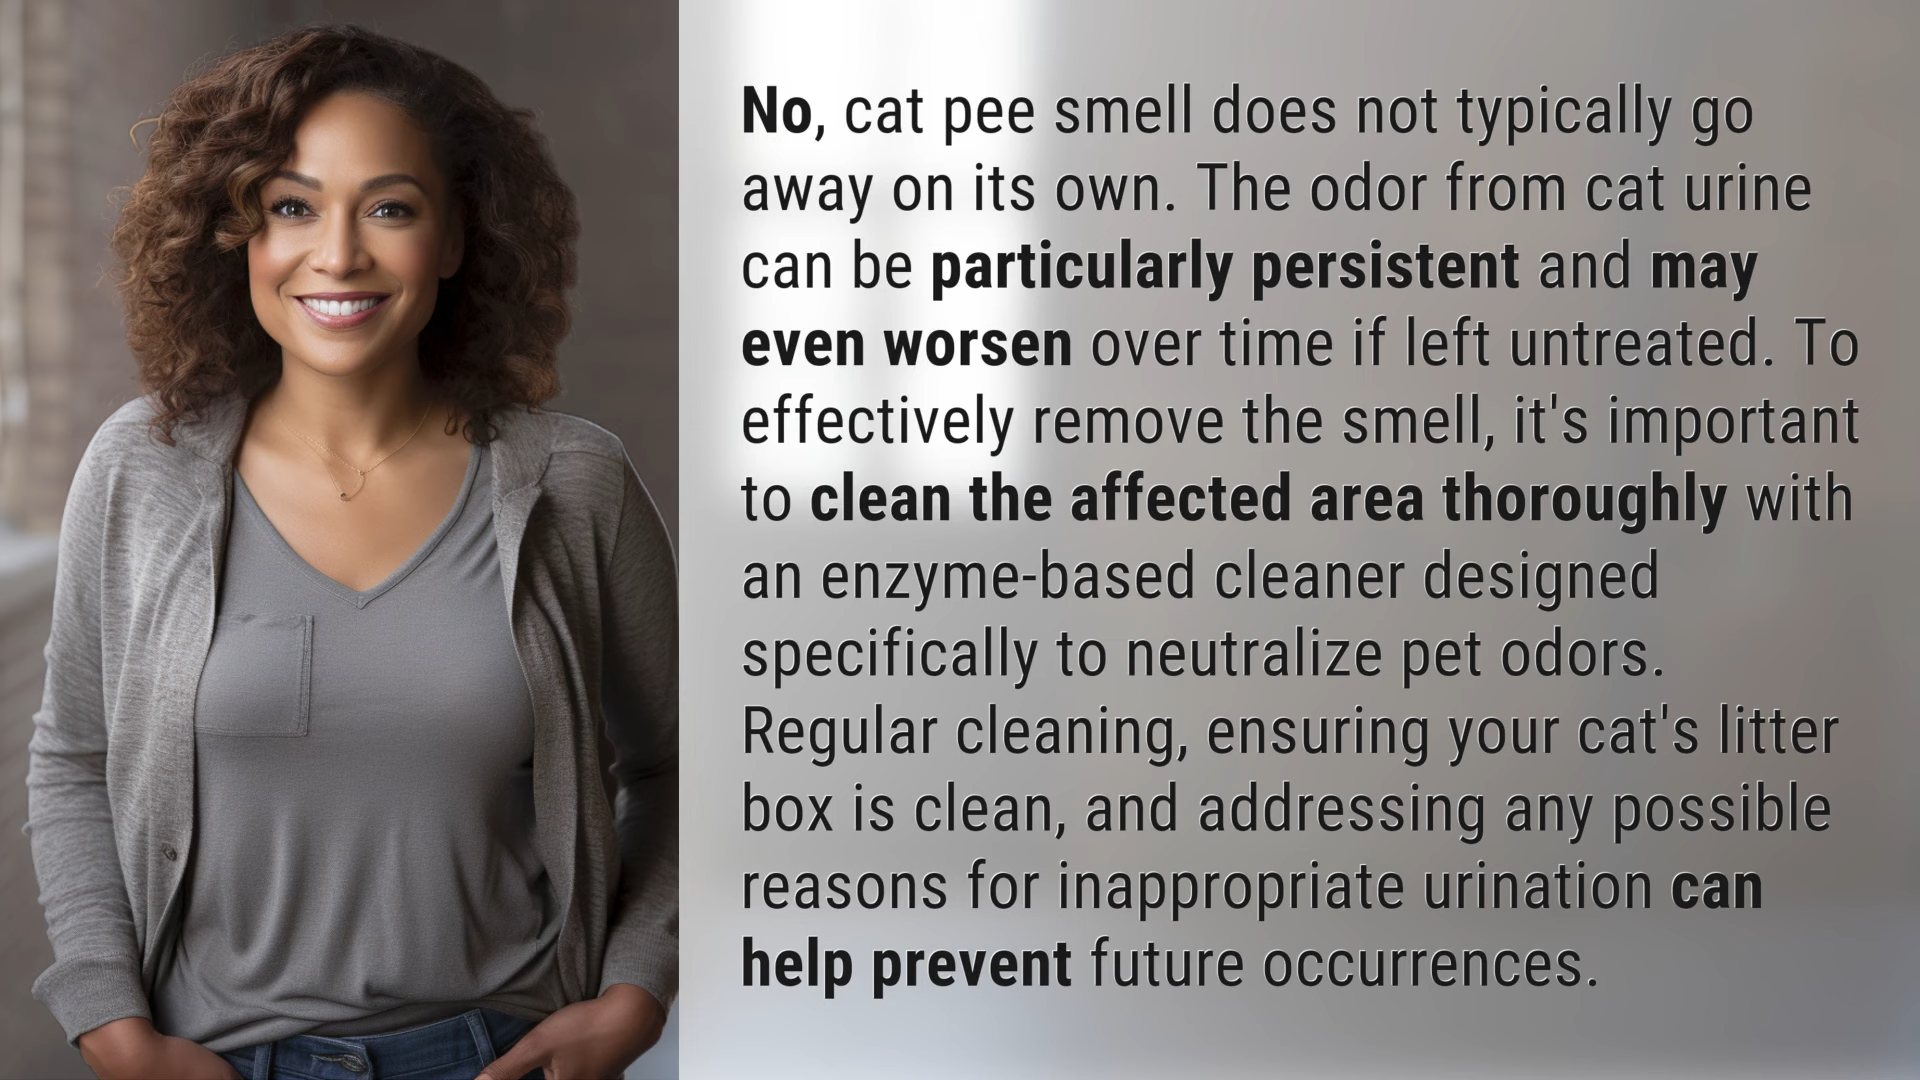 No, cat pee smell does not typically go
away on its own. The odor from cat urine
can be particularly persistent and may
even worsen over time if left untreated. To
effectively remove the smell, it's important
to clean the affected area thoroughly with
an enzyme-based cleaner designed
specifically to neutralize pet odors.
Regular cleaning, ensuring your cat's litter
box is clean, and addressing any possible
reasons for inappropriate urination can
help prevent future occurrences.